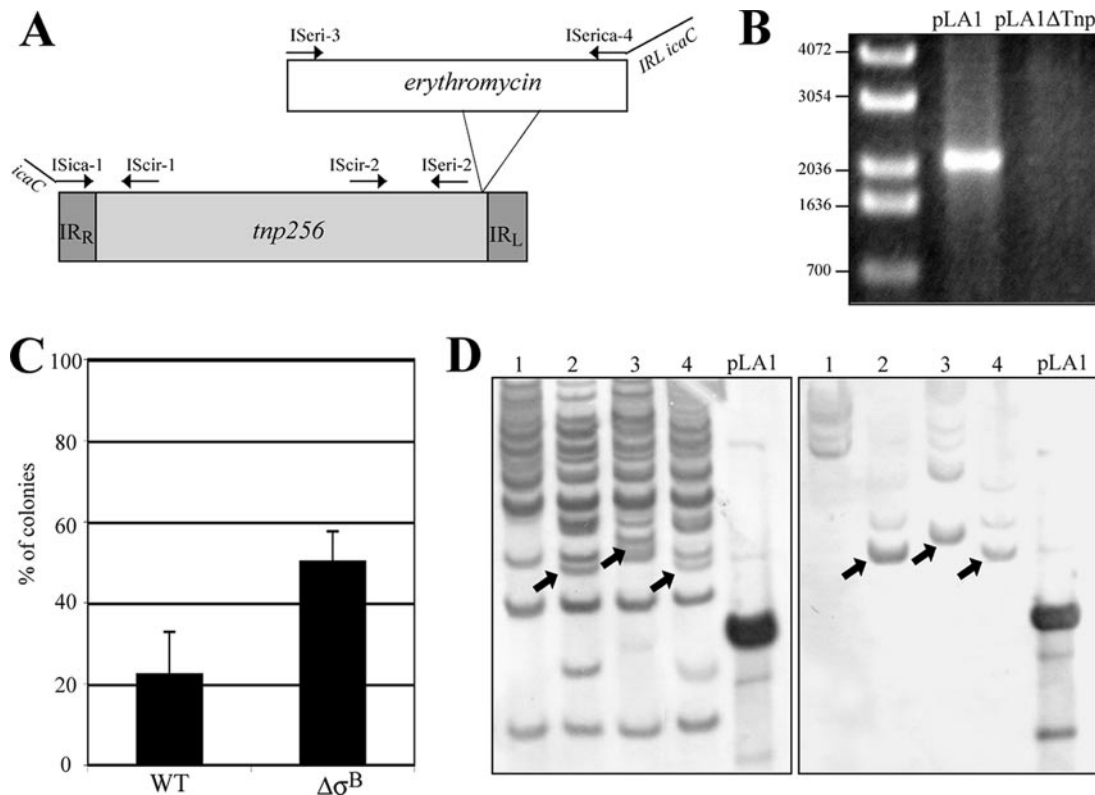 A
ISeri-3
ISerica-4
IRL icaC
erythromycin
icaC
ISica-1
IScir-1
IScir-2
ISeri-2
IRR
tnp256
IRL
B
pLA1 pLA1ΔTnp
4072
3054
2036
1636
700
C
% of colonies
100
80
60
40
20
0
WT
ΔσB
D
1 2 3 4 pLA1
1 2 3 4 pLA1